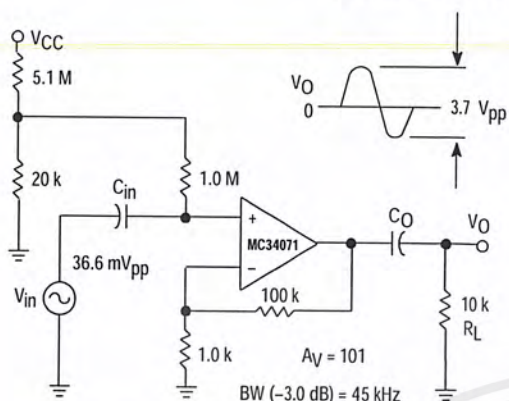 VCC
5.1 M
VO
0
3.7 Vpp
20 k
1.0 M
Cin
36.6 mVpp
Vin
+
MC34071
−
CO
VO
100 k
1.0 k
10 k
RL
AV = 101
BW (−3.0 dB) = 45 kHz